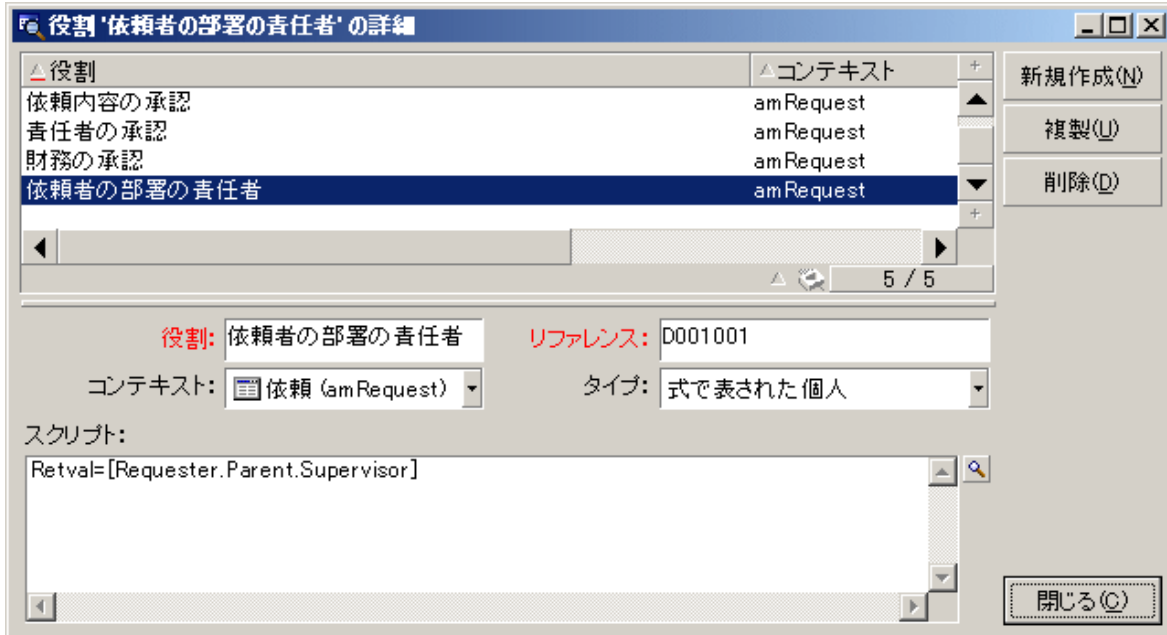 役割 '依頼者の部署の責任者' の詳細
役割 コンテキスト
依頼内容の承認 amRequest
責任者の承認 amRequest
財務の承認 amRequest
依頼者の部署の責任者 amRequest
5 / 5
新規作成(N)
複製(U)
削除(D)
役割: 依頼者の部署の責任者 リファレンス: D001001
コンテキスト: 依頼 (amRequest) タイプ: 式で表された個人
スクリプト:
Retval=[Requester.Parent.Supervisor]
閉じる(C)